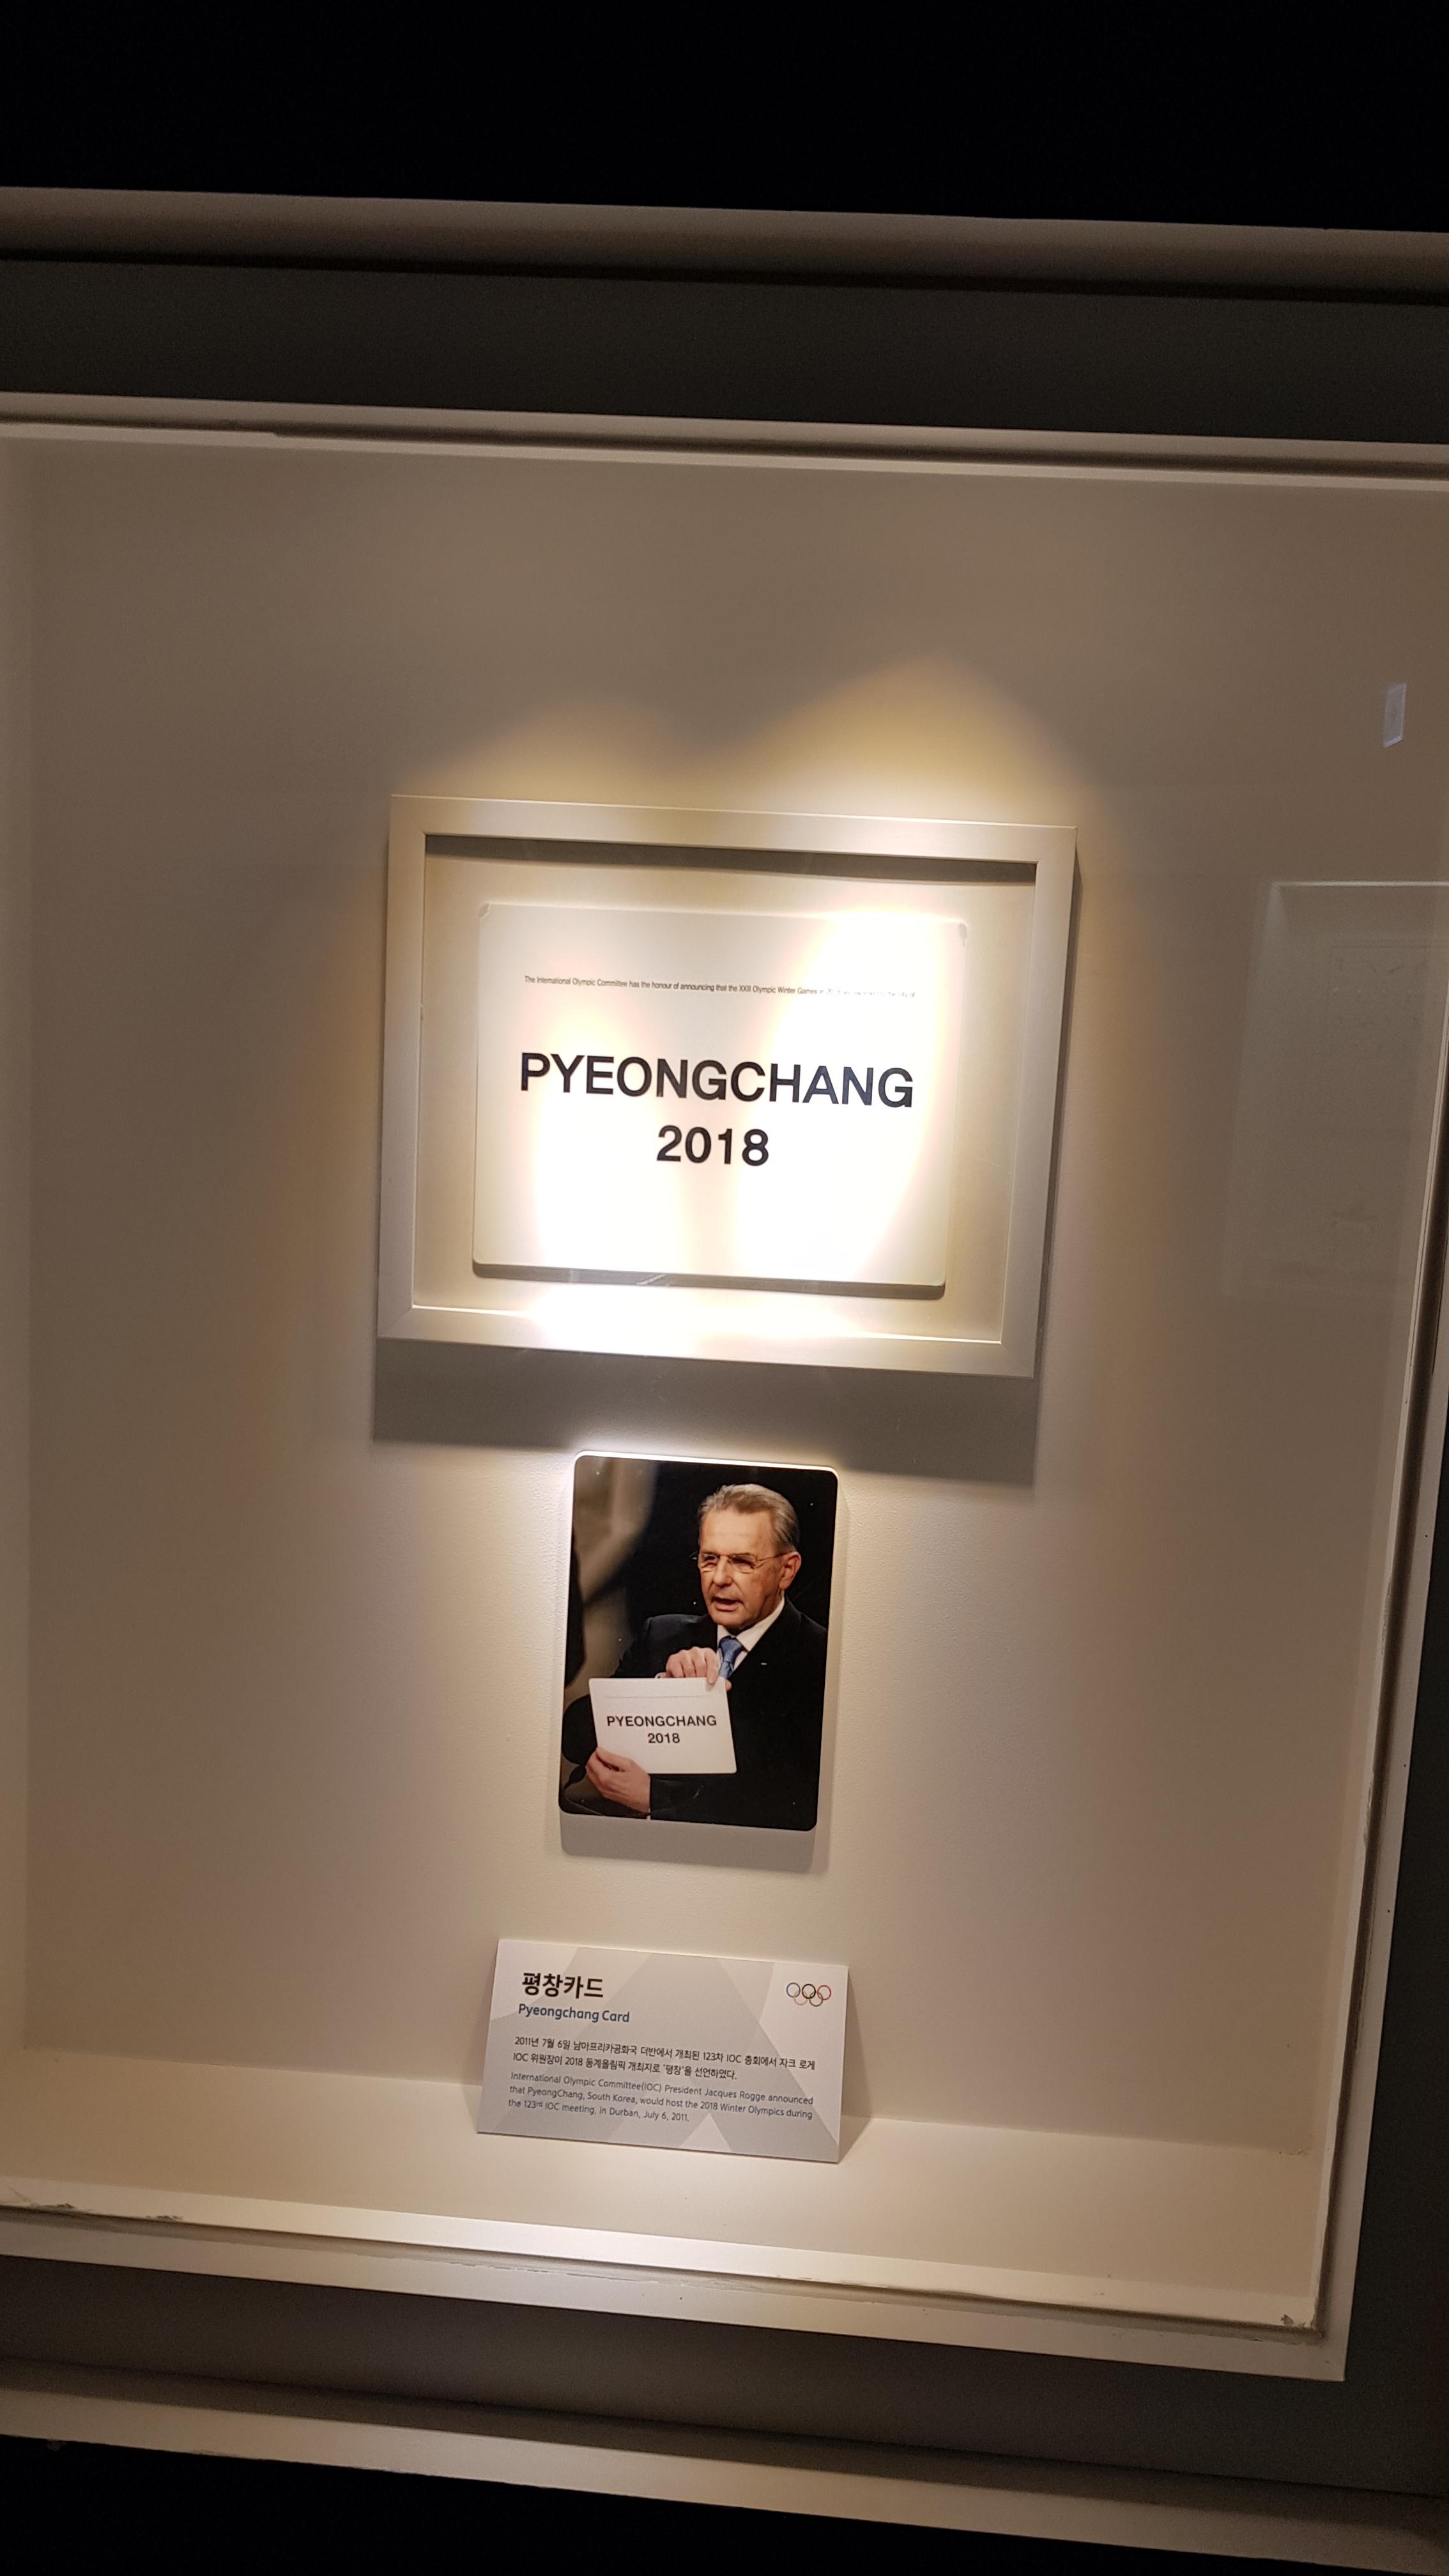 The International Olympic Committee has the honour of announcing that the XXIII Olympic Winter Games in
PYEONGCHANG
2018
PYEONGCHANG
2018
평창카드
Pyeongchang Card
2011년 7월 6일 남아프리카공화국 더반에서 개최된 123차 IOC 총회에서 자크 로게
IOC 위원장이 2018 동계올림픽 개최지로 '평창'을 선언하였다.
International Olympic Committee(IOC) President Jacques Rogge announced
that PyeongChang, South Korea, would host the 2018 Winter Olympics during
the 123rd IOC meeting, in Durban, July 6, 2011.